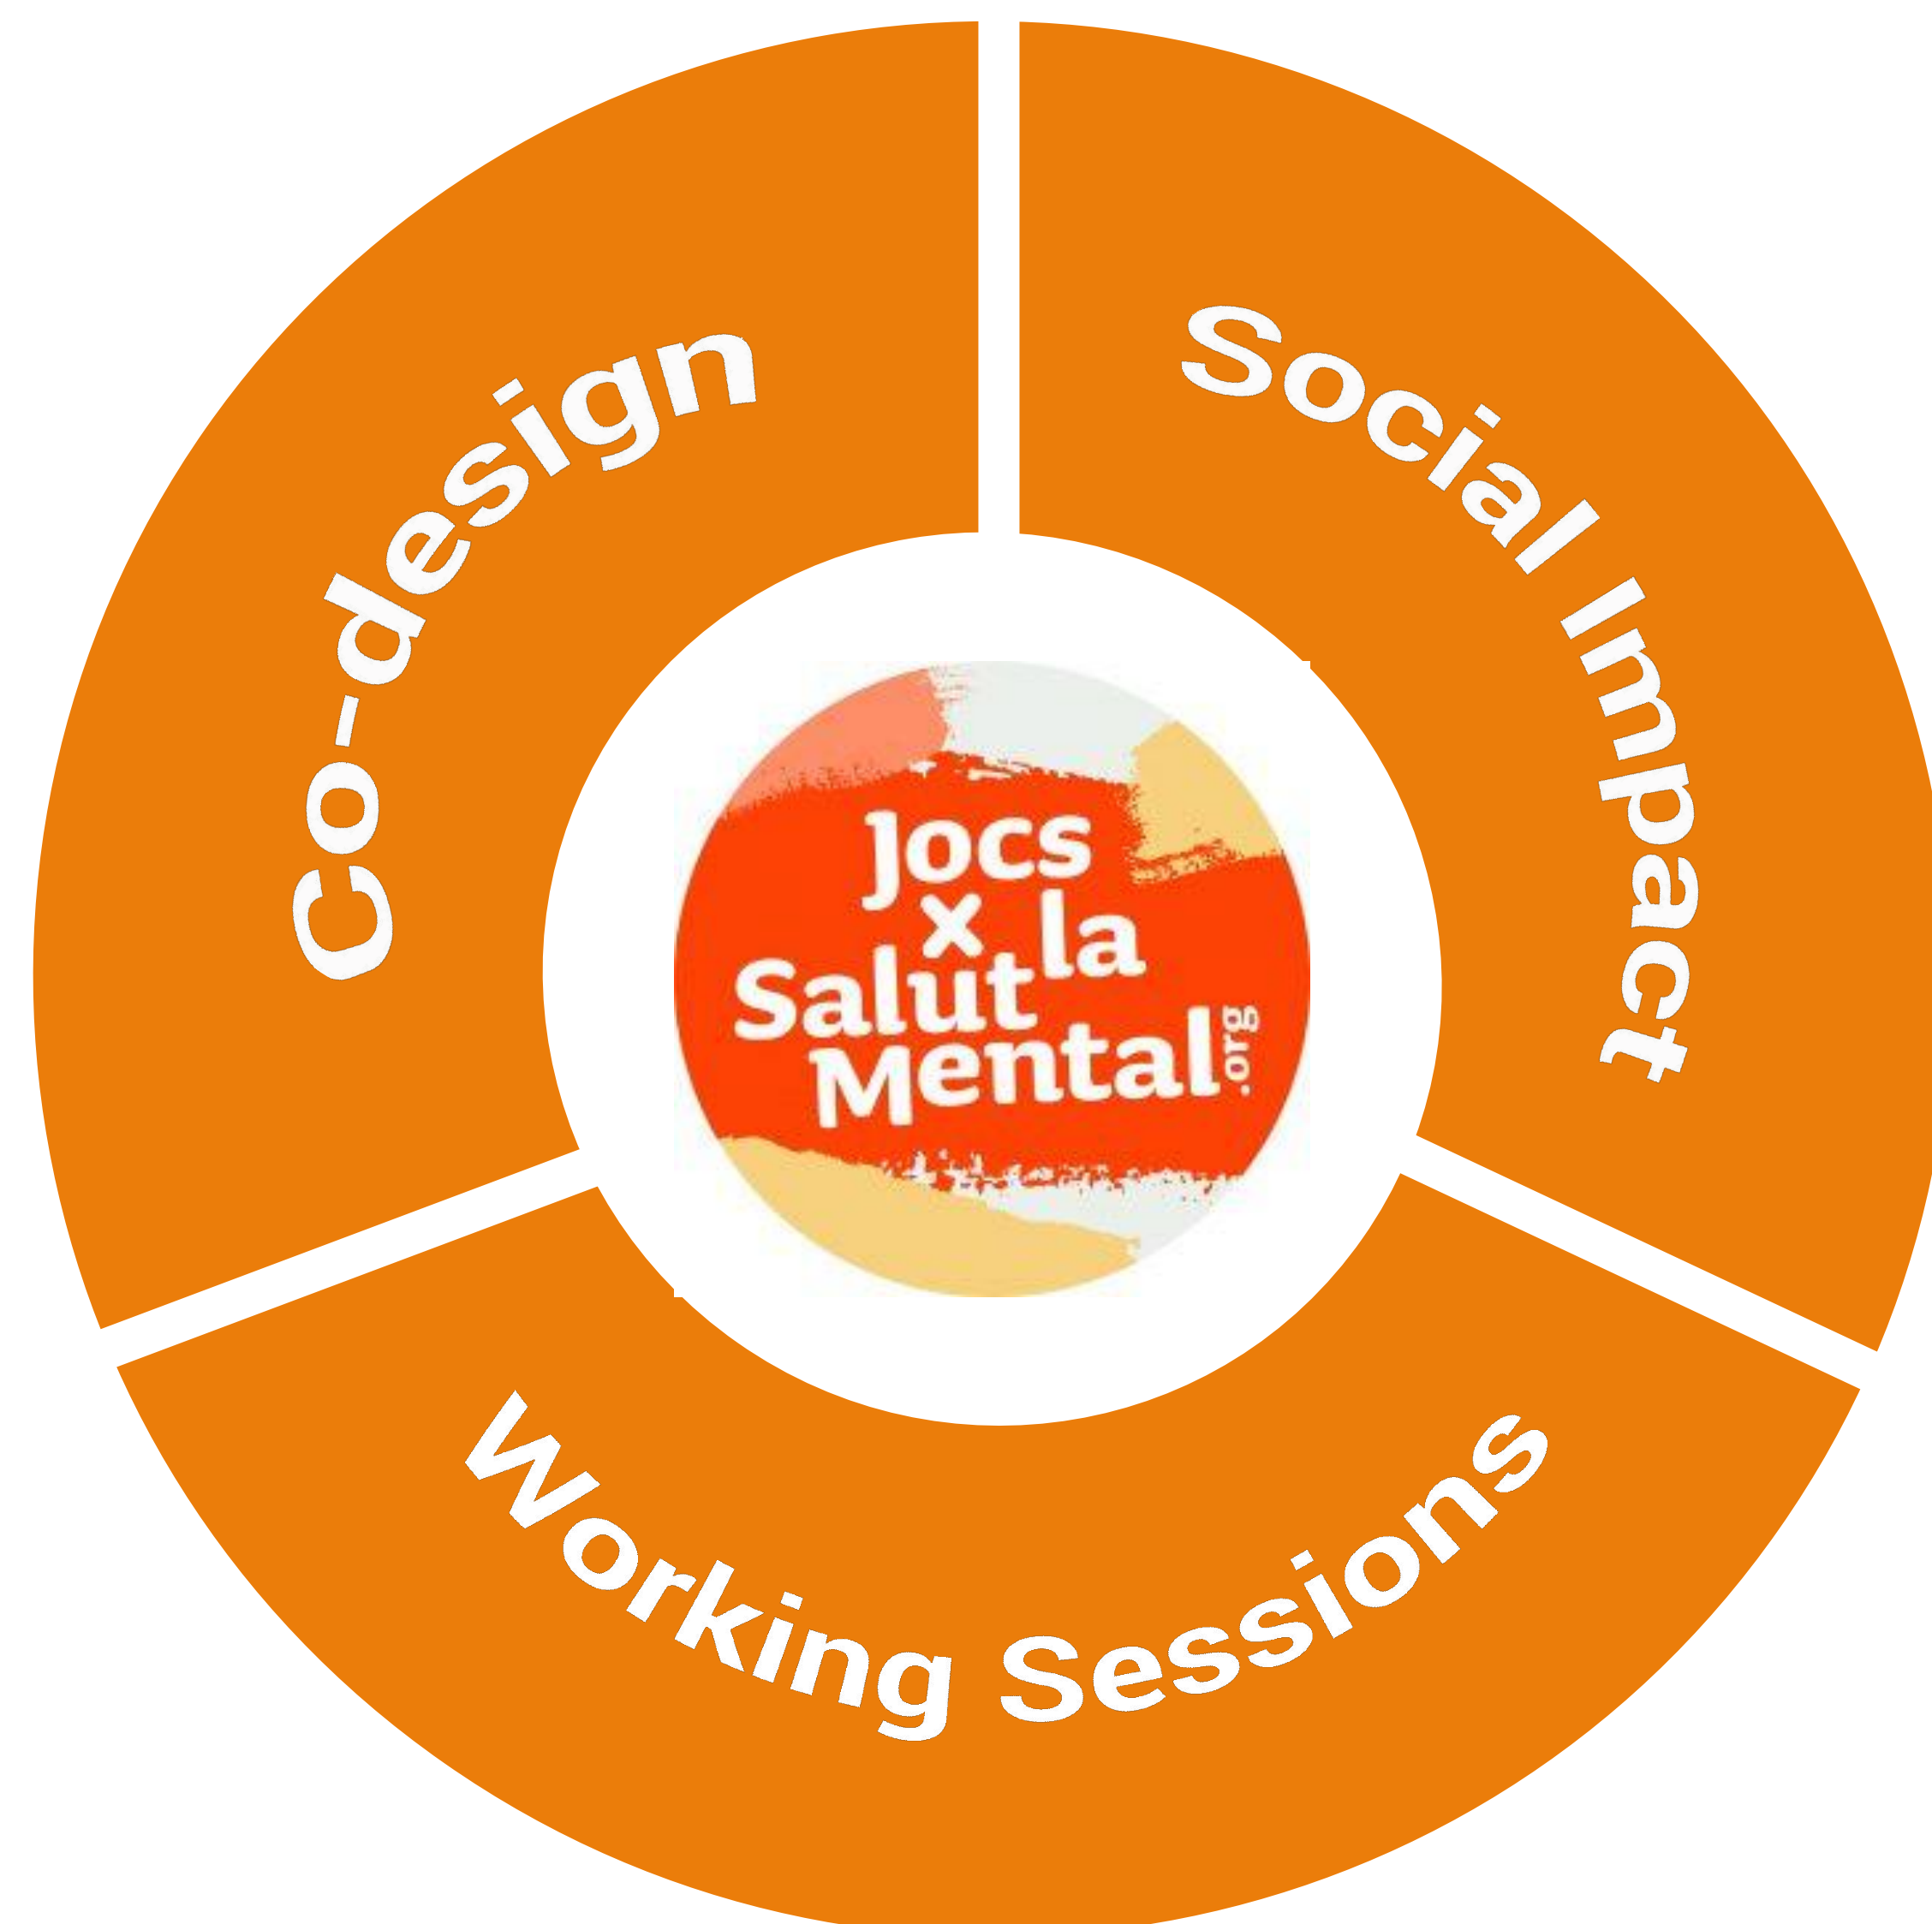 Co-design
Social Impact
Jocs
x la
Salut
Mental.org
Working Sessions